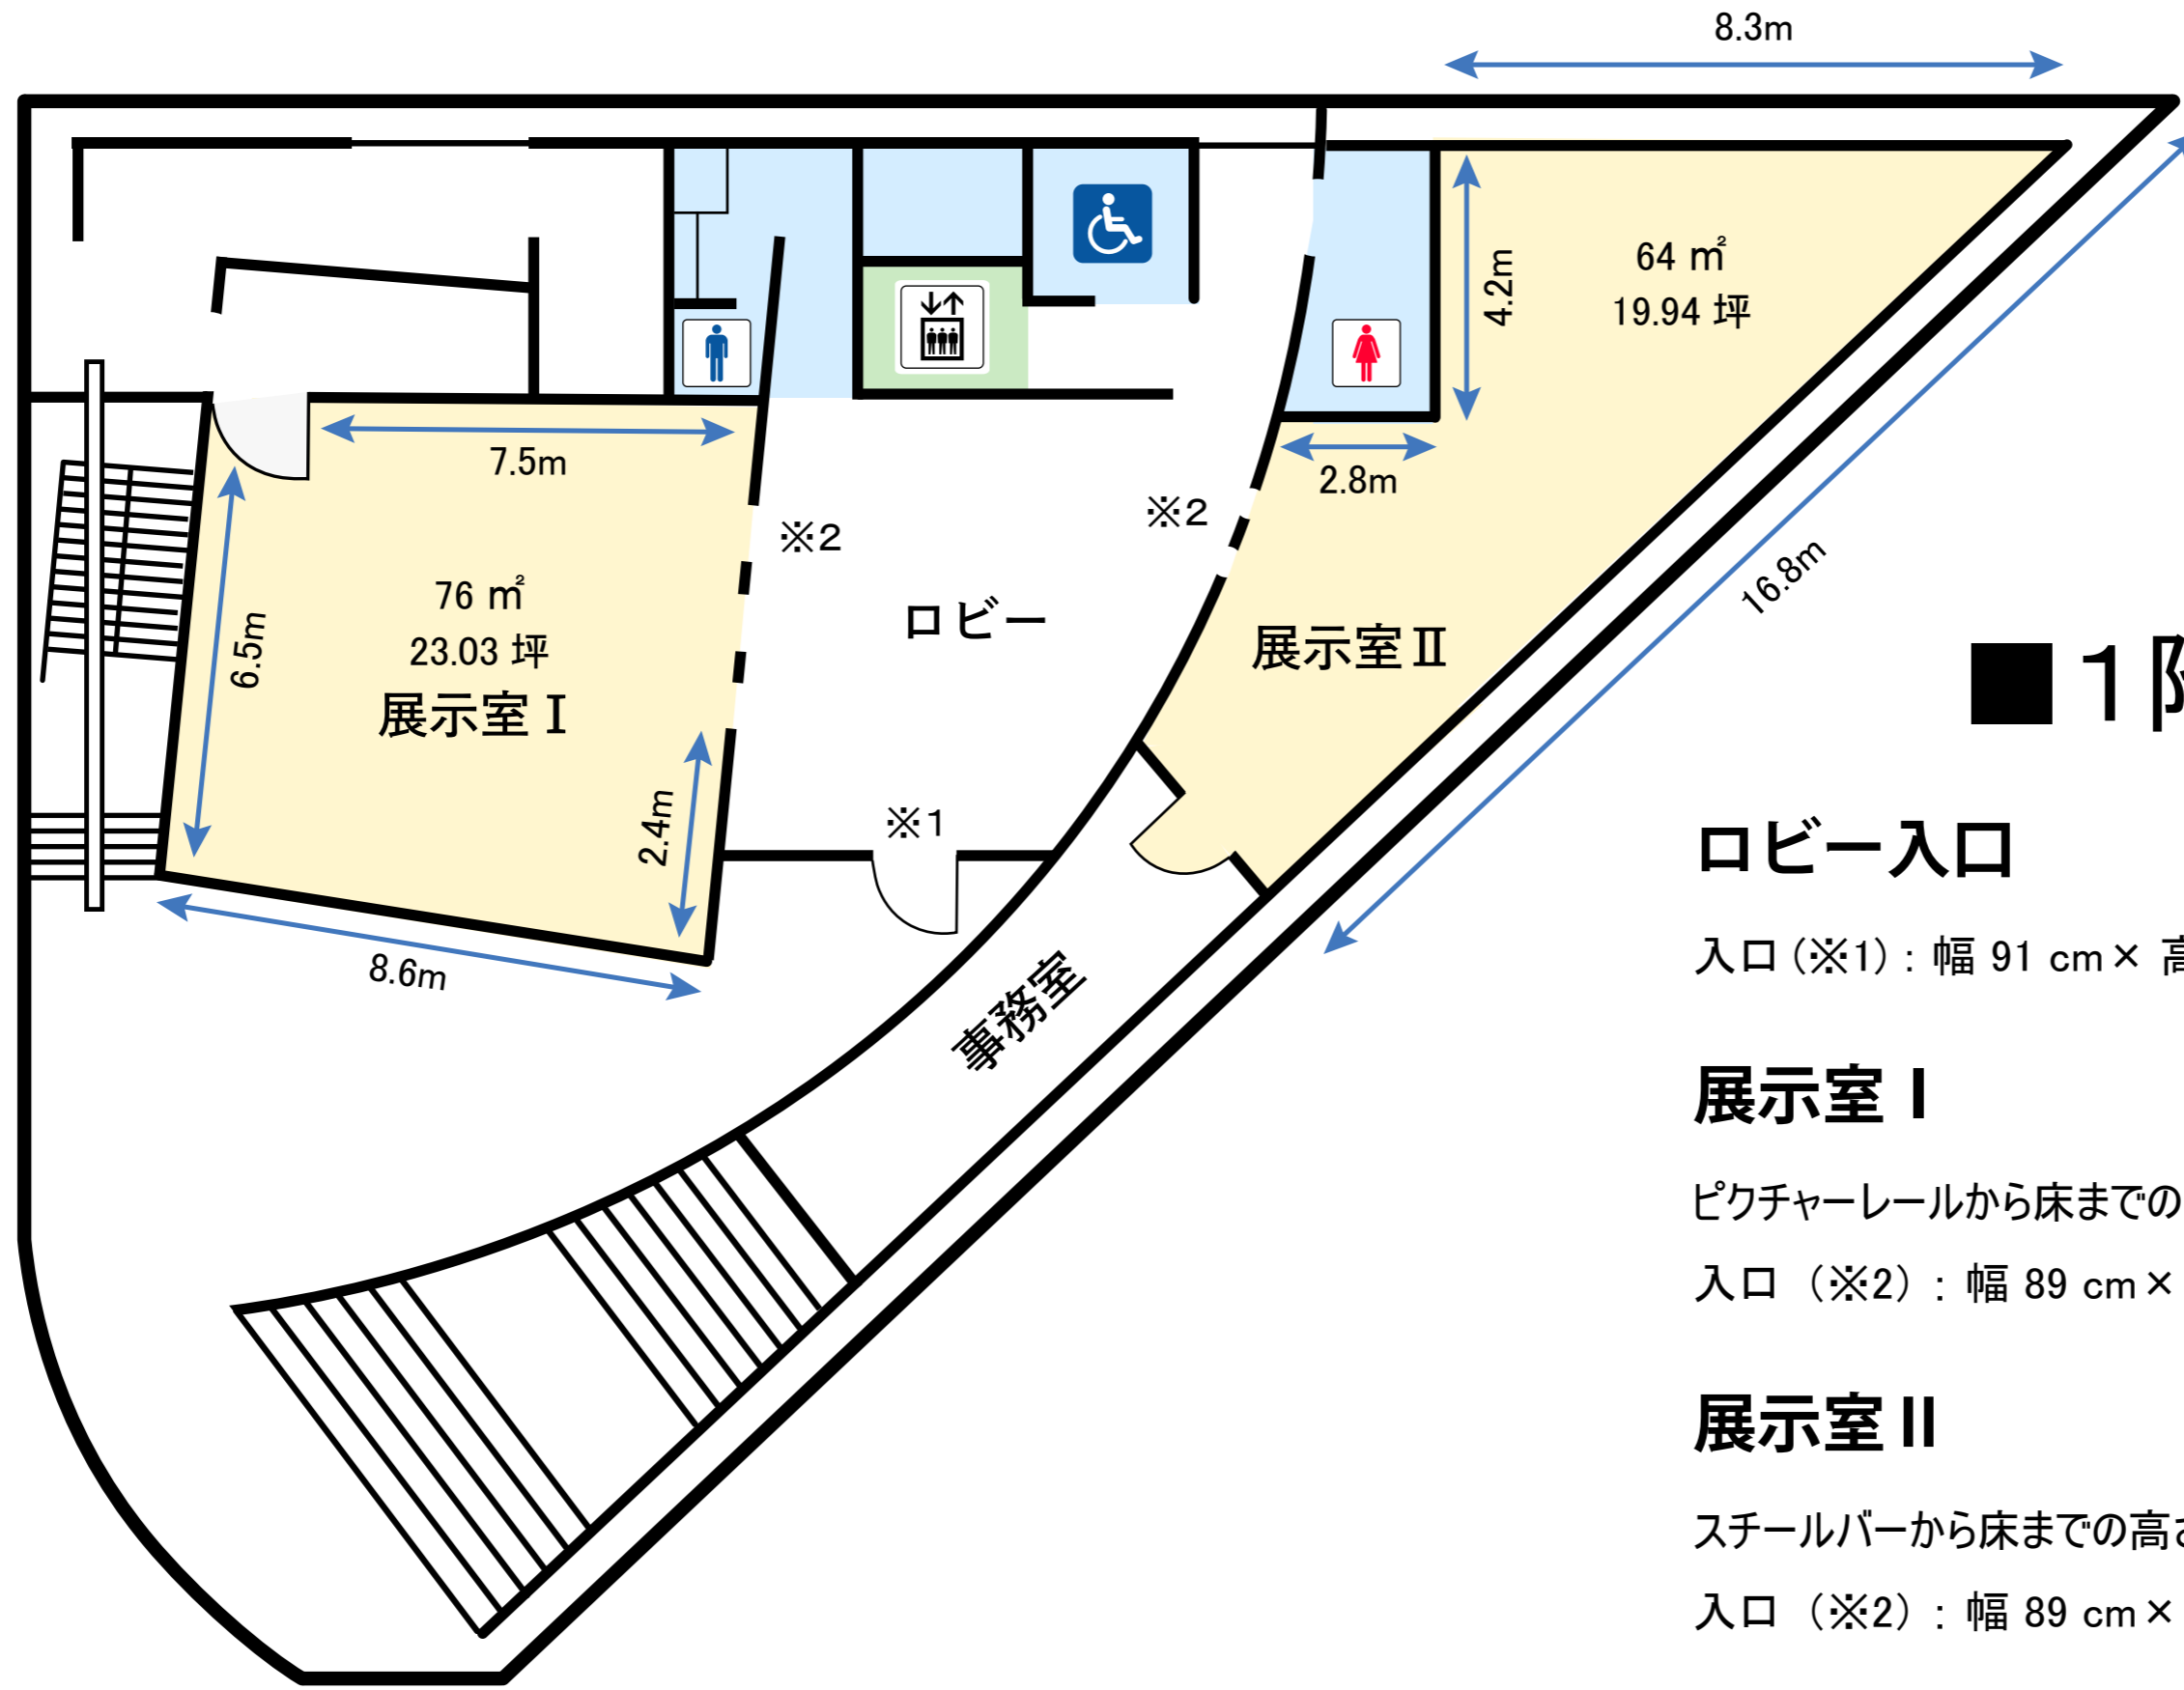 8.3m
64 ㎡
19.94 坪
4.2m
7.5m
2.8m
※2
※2
16.8m
76 ㎡
23.03 坪
展示室Ⅰ
6.5m
ロビー
展示室Ⅱ
■1
2.4m
※1
8.6m
事務室
ロビー入口
入口(※1)：幅 91 cm×
展示室Ⅰ
ピクチャーレールから床までの
入口（※2）：幅 89 cm×
展示室Ⅱ
スチールバーから床までの高
入口（※2）：幅 89 cm×